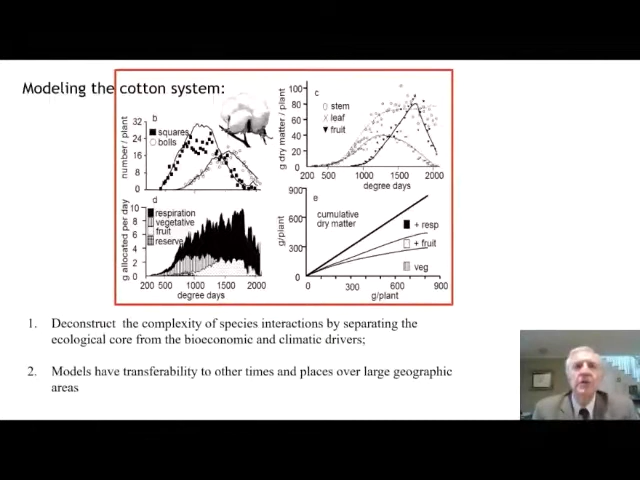 Modeling the cotton system:
b
32
24
16
8
0
number / plant
squares
bolls
c
100
80
60
40
20
0
g dry matter / plant
stem
leaf
fruit
200 500 1000 1500 2000
degree days
d
10
8
6
4
2
0
g allocated per day
respiration
vegetative
fruit
reserve
200 500 1000 1500 2000
degree days
e
900
600
300
0
g/plant
cumulative
dry matter
+ resp
+ fruit
veg
0 300 600 900
g/plant
1. Deconstruct the complexity of species interactions by separating the
ecological core from the bioeconomic and climatic drivers;
2. Models have transferability to other times and places over large geographic
areas